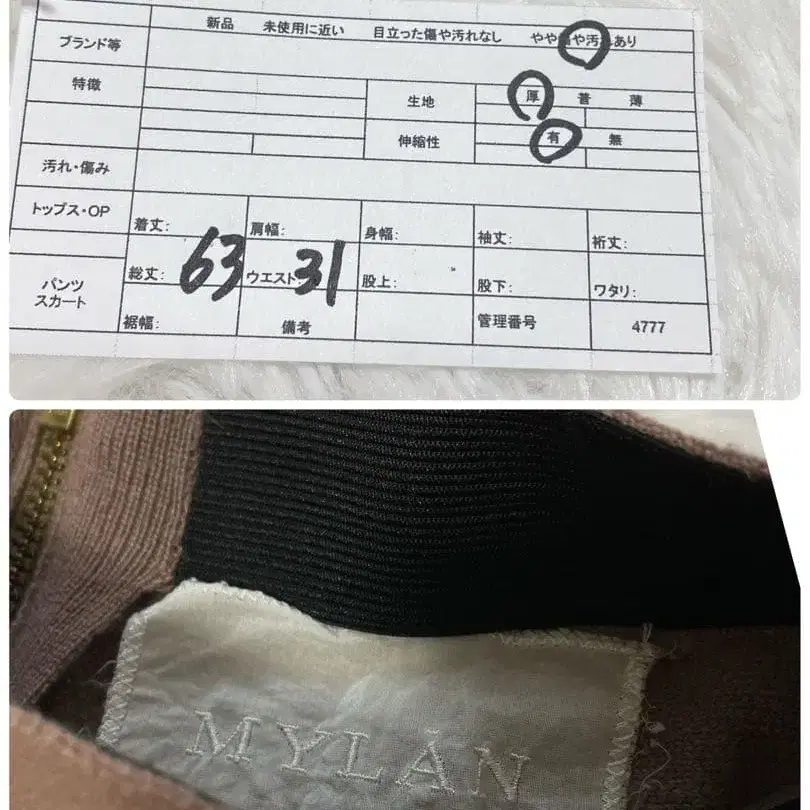 新品 未使用に近い 目立った傷や汚れなし やや傷や汚れあり
ブランド等
特徴 生地 厚 普 薄
伸縮性 有 無
汚れ・傷み
トップス・OP 着丈: 肩幅: 身幅: 袖丈: 裄丈:
パンツ
スカート
総丈: 63 ウエスト 31 股上: 股下: ワタリ:
裾幅: 備考 管理番号 4777
MYLĀN